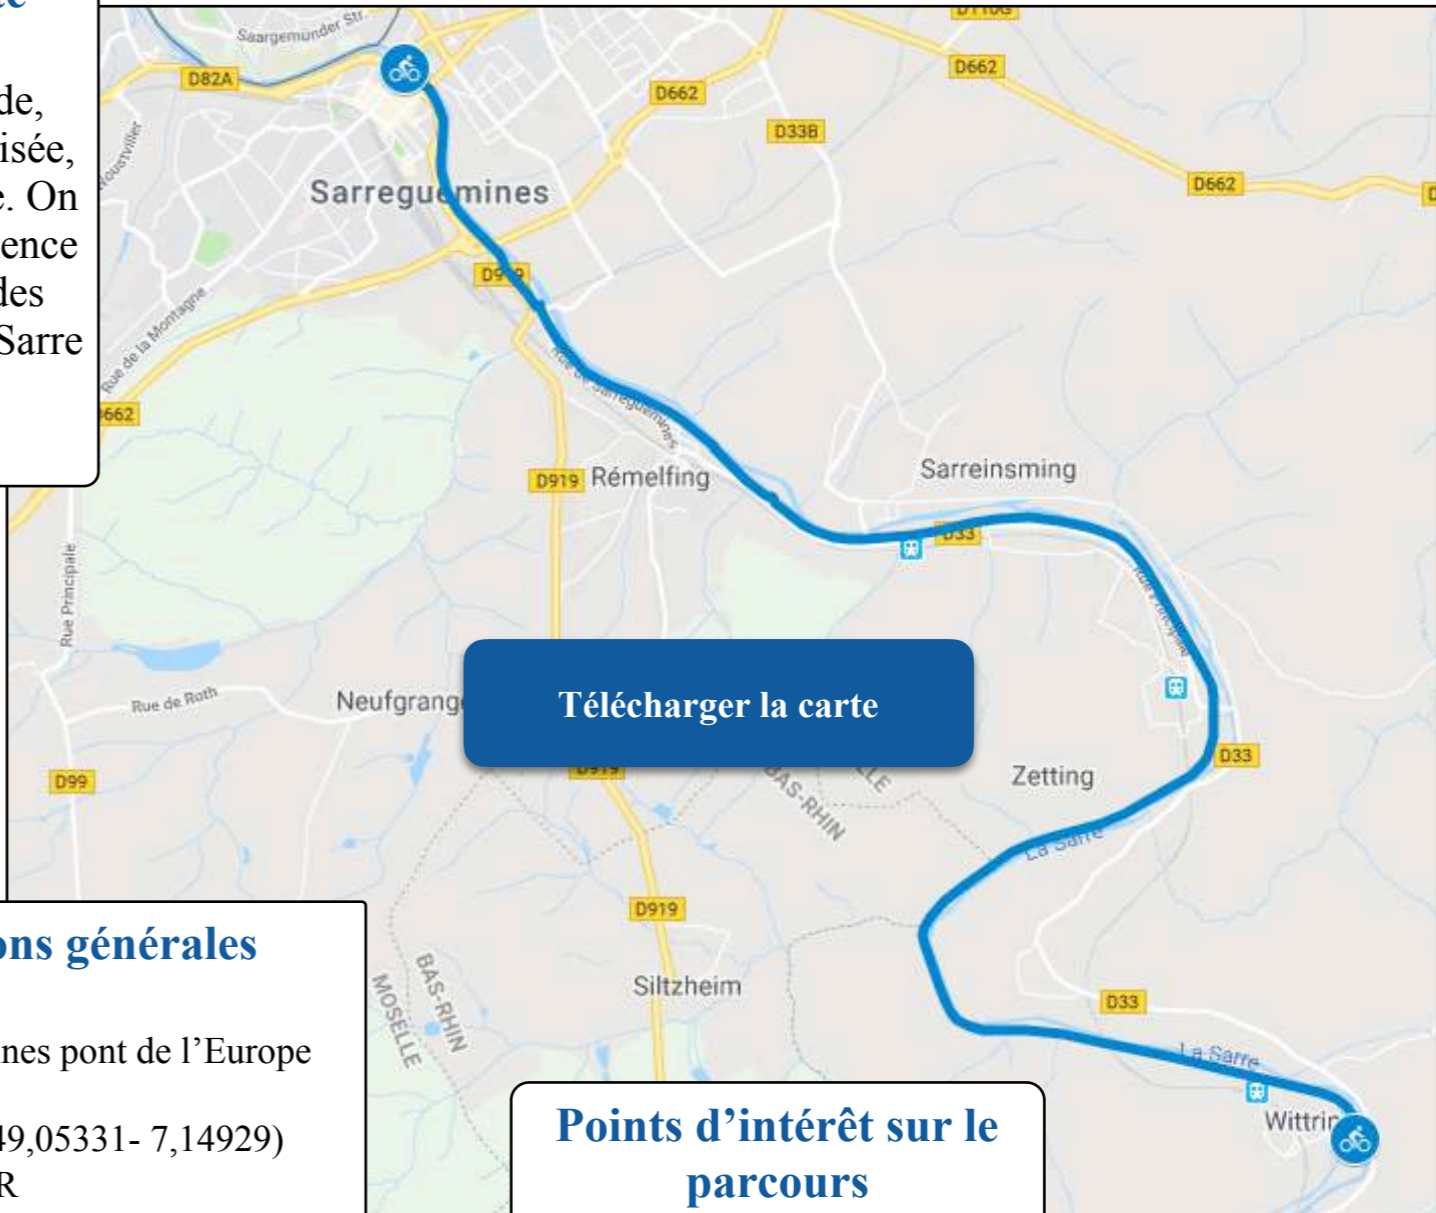 Saargemünder Str.
D110G
D82A
D662
D662
de,
D33B
isée,
D662
Sarreguemines
e. On
ence
D919
des
Rue de la Montagne
Sarre
Rue de Sarreguemines
662
D919
Rémelfing
Sarreinsming
D33
Rue Principale
Rue Principale
Rue de Roth
Neufgrange
Télécharger la carte
D99
D919
D33
Zetting
BAS-RHIN
La Sarre
D919
ons générales
MOSELLE
BAS-RHIN
Siltzheim
D33
nes pont de l’Europe
La Sarre
Points d’intérêt sur le
parcours
Wittrin
49,05331- 7,14929)
R